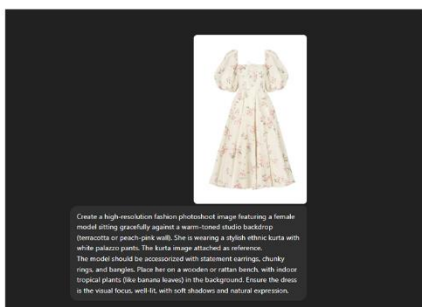 Create a high-resolution fashion photoshoot image featuring a female
model sitting gracefully against a warm-toned studio backdrop
(terracotta or peach-pink wall). She is wearing a stylish ethnic kurta with
white palazzo pants. The kurta image attached as reference.
The model should be accessorized with statement earrings, chunky
rings, and bangles. Place her on a wooden or rattan bench, with indoor
tropical plants (like banana leaves) in the background. Ensure the dress
is the visual focus, well-lit, with soft shadows and natural expression.